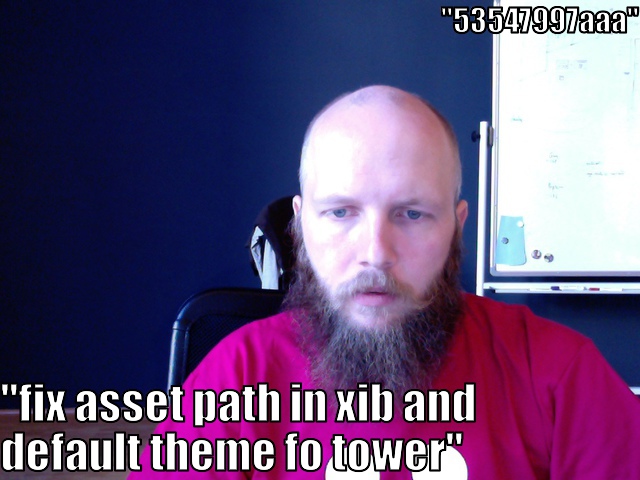 "53547997aaa"
"fix asset path in xib and
default theme fo tower"